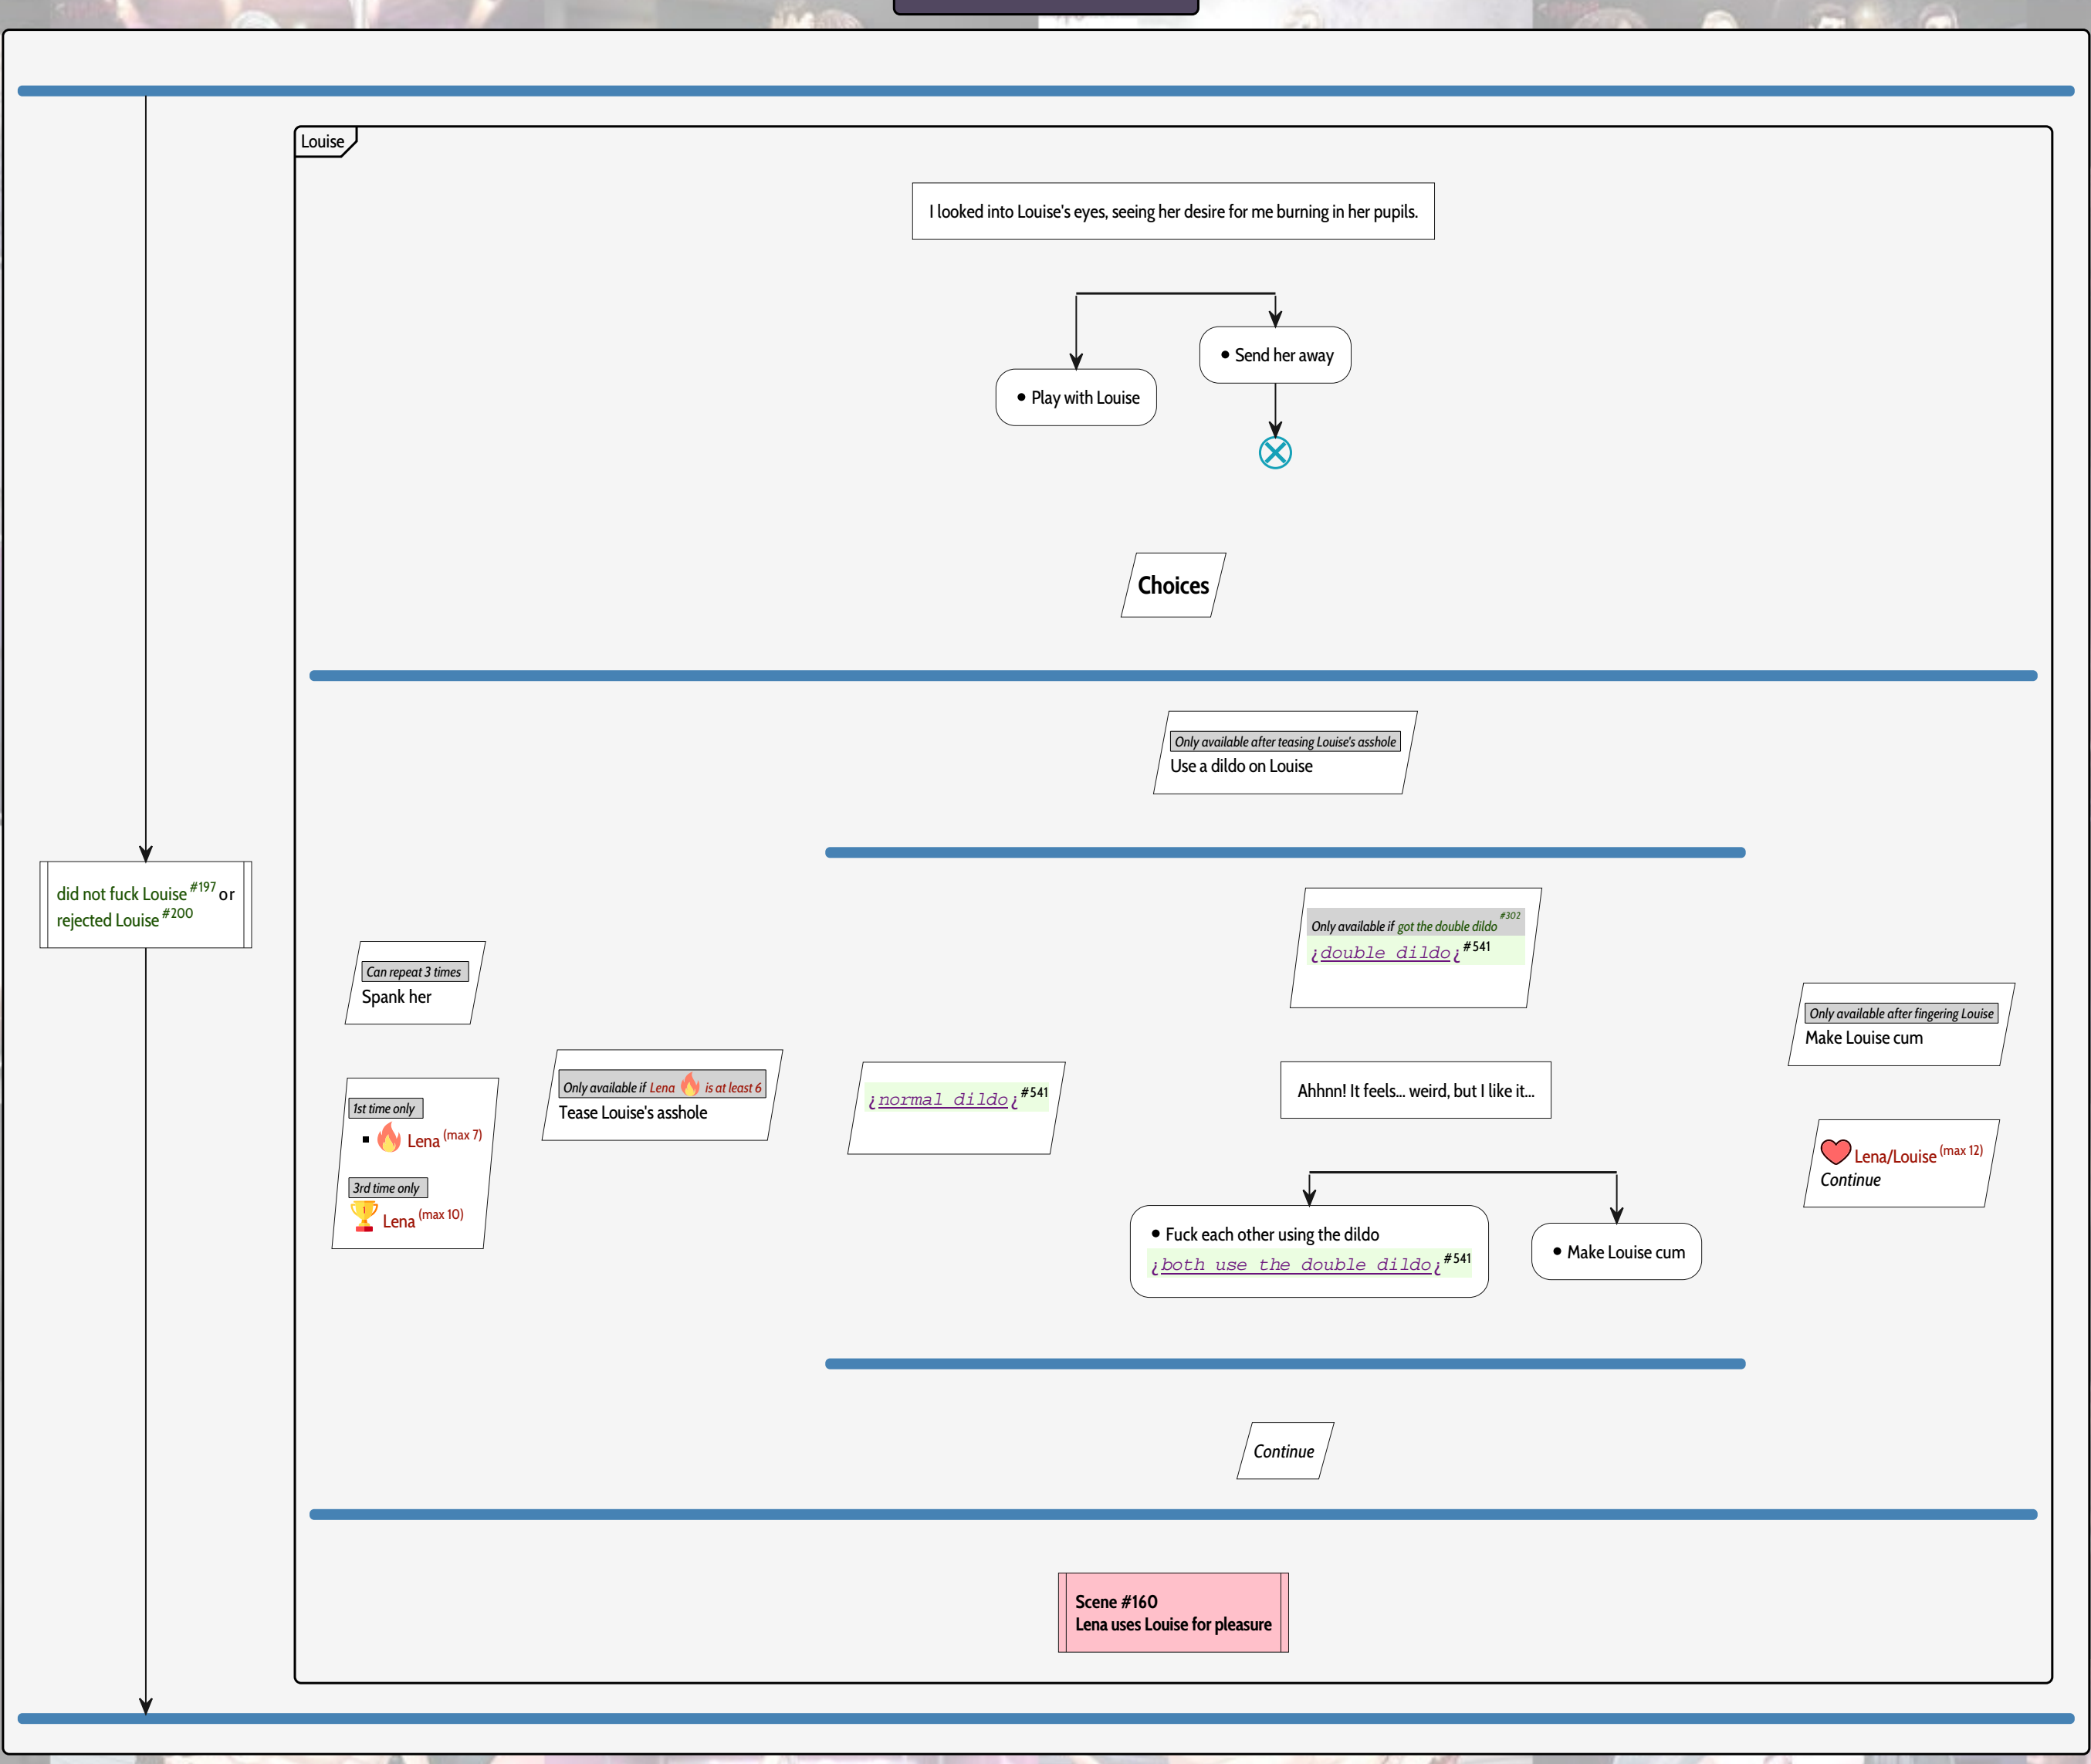 Louise
I looked into Louise's eyes, seeing her desire for me burning in her pupils.
• Send her away
• Play with Louise
Choices
Only available after teasing Louise's asshole
Use a dildo on Louise
did not fuck Louise #197 or
rejected Louise #200
Can repeat 3 times
Spank her
1st time only
▪ Lena (max 7)
3rd time only
Lena (max 10)
Only available if Lena is at least 6
Tease Louise's asshole
¿normal dildo¿ #541
Only available if got the double dildo #302
¿double dildo¿ #541
Ahhnn! It feels... weird, but I like it...
• Fuck each other using the dildo
¿both use the double dildo¿ #541
• Make Louise cum
Only available after fingering Louise
Make Louise cum
Lena/Louise (max 12)
Continue
Continue
Scene #160
Lena uses Louise for pleasure